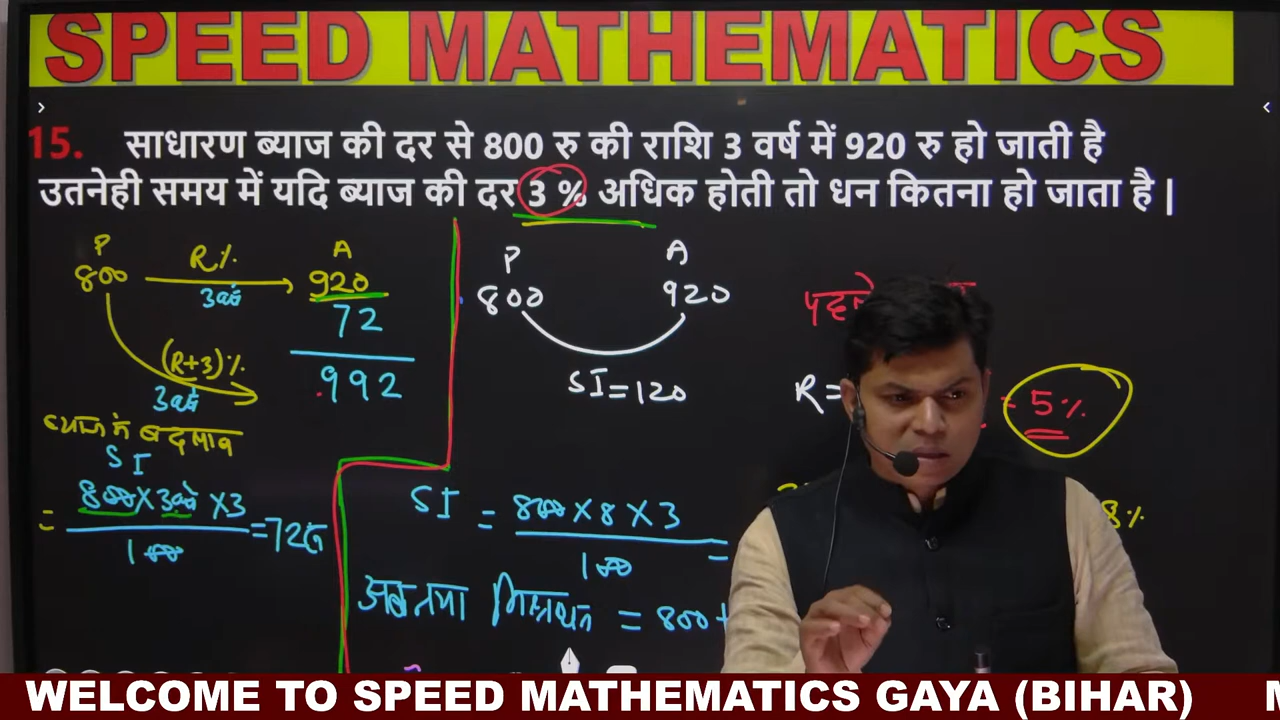 SPEED MATHEMATICS
15. साधारण ब्याज की दर से 800 रु की राशि 3 वर्ष में 920 रु हो जाती है
उतनेही समय में यदि ब्याज की दर 3 % अधिक होती तो धन कितना हो जाता है |
P R% A
800 3वर्ष 920
72
992
(R+3)%
3वर्ष
ब्याज में बदलाव
SI
= 800×3वर्ष×3
100
=72रु
P A
800 920
SI=120
R=
5%
8%
SI = 800×8×3
100
=
मिश्रधन = 800+
WELCOME TO SPEED MATHEMATICS GAYA (BIHAR)